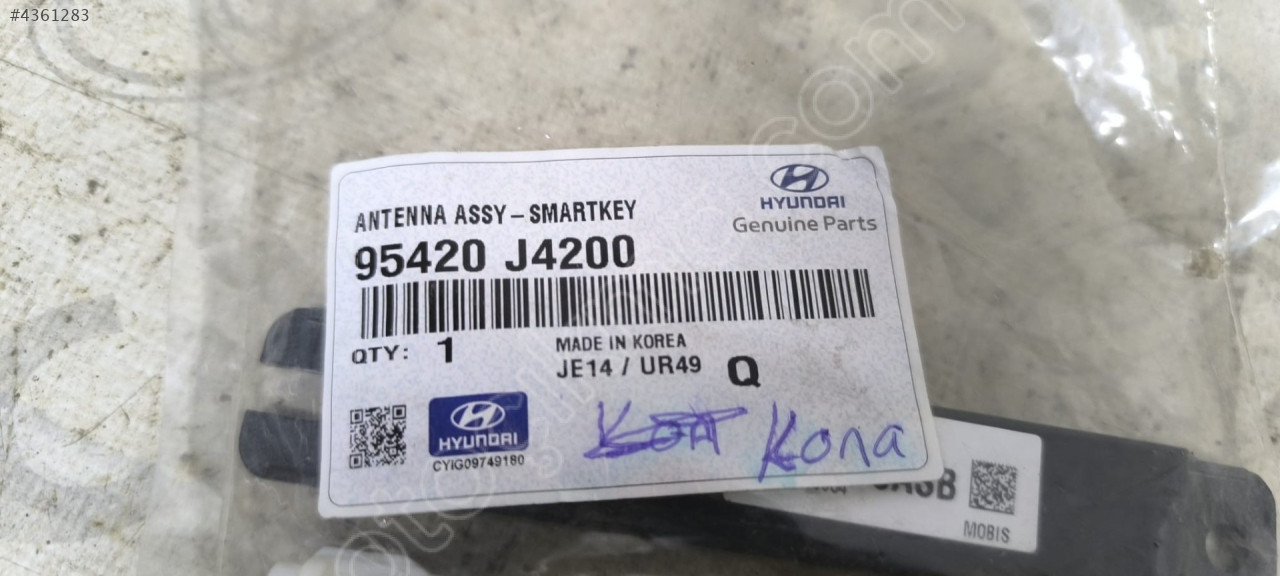 #4361283
HYUNDAI
Genuine Parts
ANTENNA ASSY-SMARTKEY
95420 J4200
QTY: 1
MADE IN KOREA
JE14 / UR49 Q
HYUNDAI
CYIG09749180
Kona
MOBIS